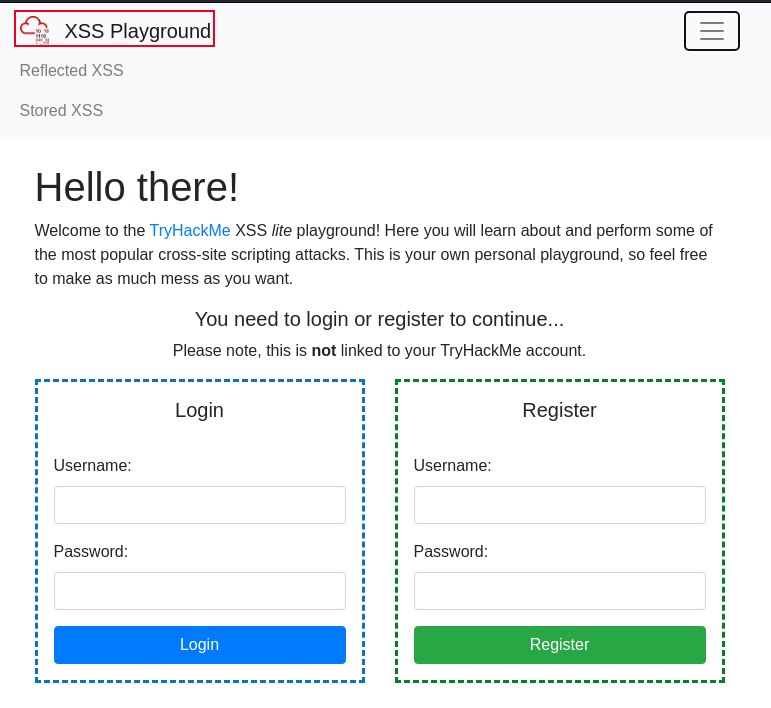 XSS Playground
Reflected XSS
Stored XSS
Hello there!
Welcome to the TryHackMe XSS lite playground! Here you will learn about and perform some of
the most popular cross-site scripting attacks. This is your own personal playground, so feel free
to make as much mess as you want.
You need to login or register to continue...
Please note, this is not linked to your TryHackMe account.
Login
Username:
Password:
Login
Register
Username:
Password:
Register